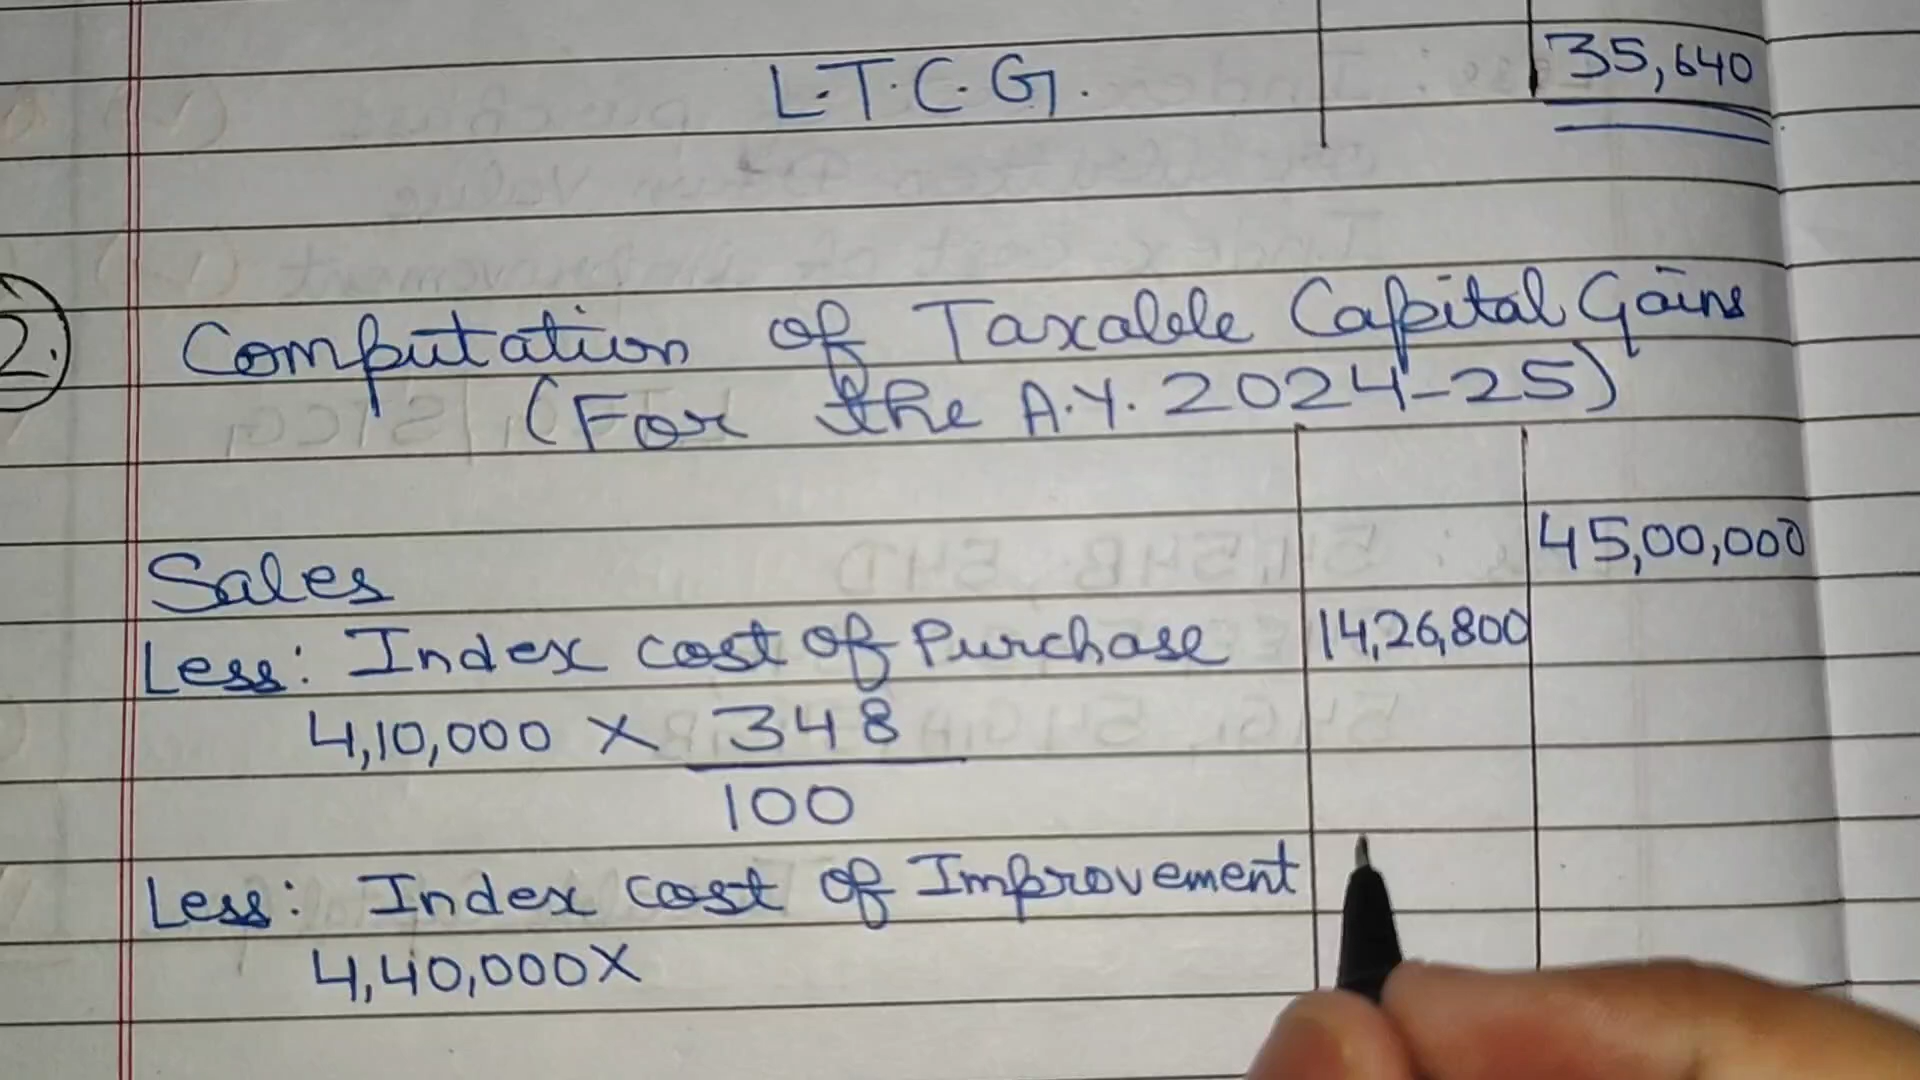 L.T.C.G. 35,640
2. Computation of Taxable Capital Gains
(For the A.Y. 2024-25)
Sales 45,00,000
Less: Index cost of Purchase 14,26,800
4,10,000 X 348
100
Less: Index cost of Improvement
4,40,000X